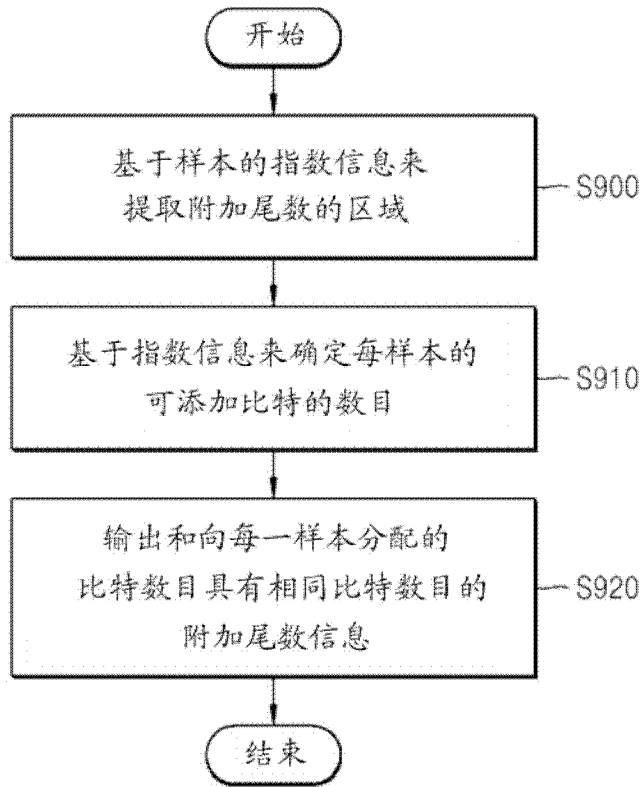 开始
基于样本的指数信息来
提取附加尾数的区域
S900
基于指数信息来确定每样本的
可添加比特的数目
S910
输出和向每一样本分配的
比特数目具有相同比特数目的
附加尾数信息
S920
结束